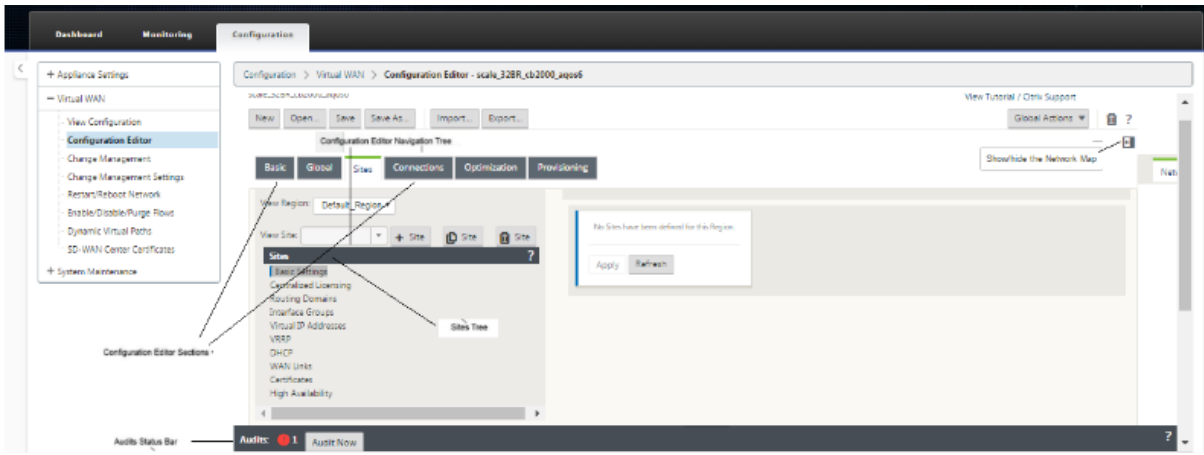 Dashboard Monitoring Configuration
+ Appliance Settings
− Virtual WAN
View Configuration
Configuration Editor
Change Management
Change Management Settings
Restart/Reboot Network
Enable/Disable/Purge Flows
Dynamic Virtual Paths
SD-WAN Center Certificates
+ System Maintenance
Configuration > Virtual WAN > Configuration Editor - scale_32BR_cb2000_aqos6
scale_32BR_cb2000_aqos6
View Tutorial / Citrix Support
New Open... Save Save As... Import... Export... Global Actions ?
Configuration Editor Navigation Tree
Show/hide the Network Map
Basic Global Sites Connections Optimization Provisioning
Net
View Region: Default_Region
View Site: + Site Site Site
Sites ?
Basic Settings
Centralized Licensing
Routing Domains
Interface Groups
Virtual IP Addresses
VRRP
DHCP
WAN Links
Certificates
High Availability
No Sites have been defined for this Region.
Apply Refresh
Sites Tree
Configuration Editor Sections
Audits Status Bar
Audits: 1 Audit Now ?